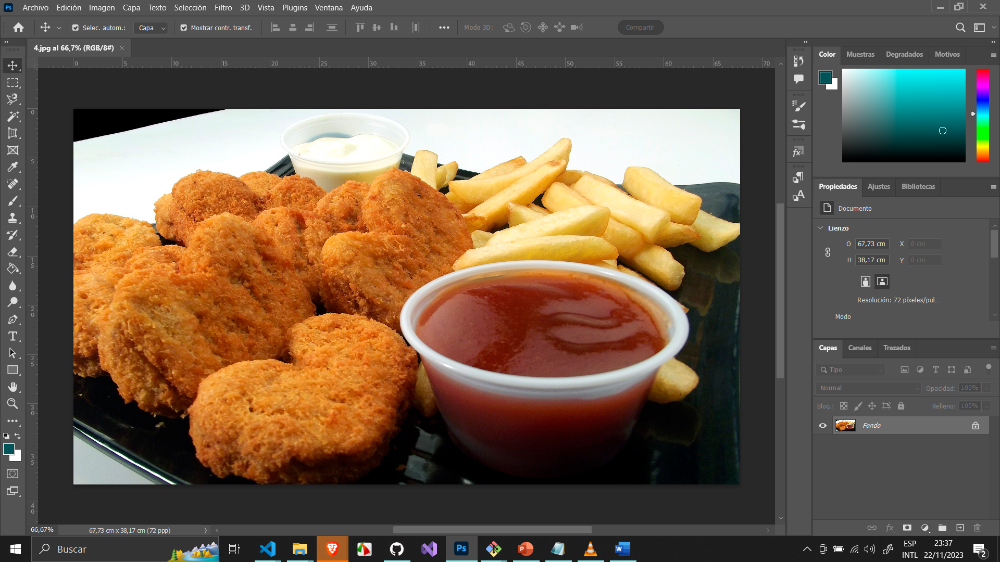 Ps Archivo Edición Imagen Capa Texto Selección Filtro 3D Vista Plugins Ventana Ayuda
Selec. autom.: Capa Mostrar contr. transf. Modo 3D: Compartir
4.jpg al 66,7% (RGB/8#)
0 5 10 15 20 25 30 35 40 45 50 55 60 65 70
0
5
10
15
20
25
30
35
40
Color Muestras Degradados Motivos
Propiedades Ajustes Bibliotecas
Documento
Lienzo
O 67,73 cm X 0 cm
H 38,17 cm Y 0 cm
Resolución: 72 píxeles/pul...
Modo
Capas Canales Trazados
Tipo
Normal Opacidad: 100%
Bloq.: Relleno: 100%
Fondo
66,67% 67,73 cm x 38,17 cm (72 ppp)
Buscar
Ps
ESP
INTL
23:37
22/11/2023
2